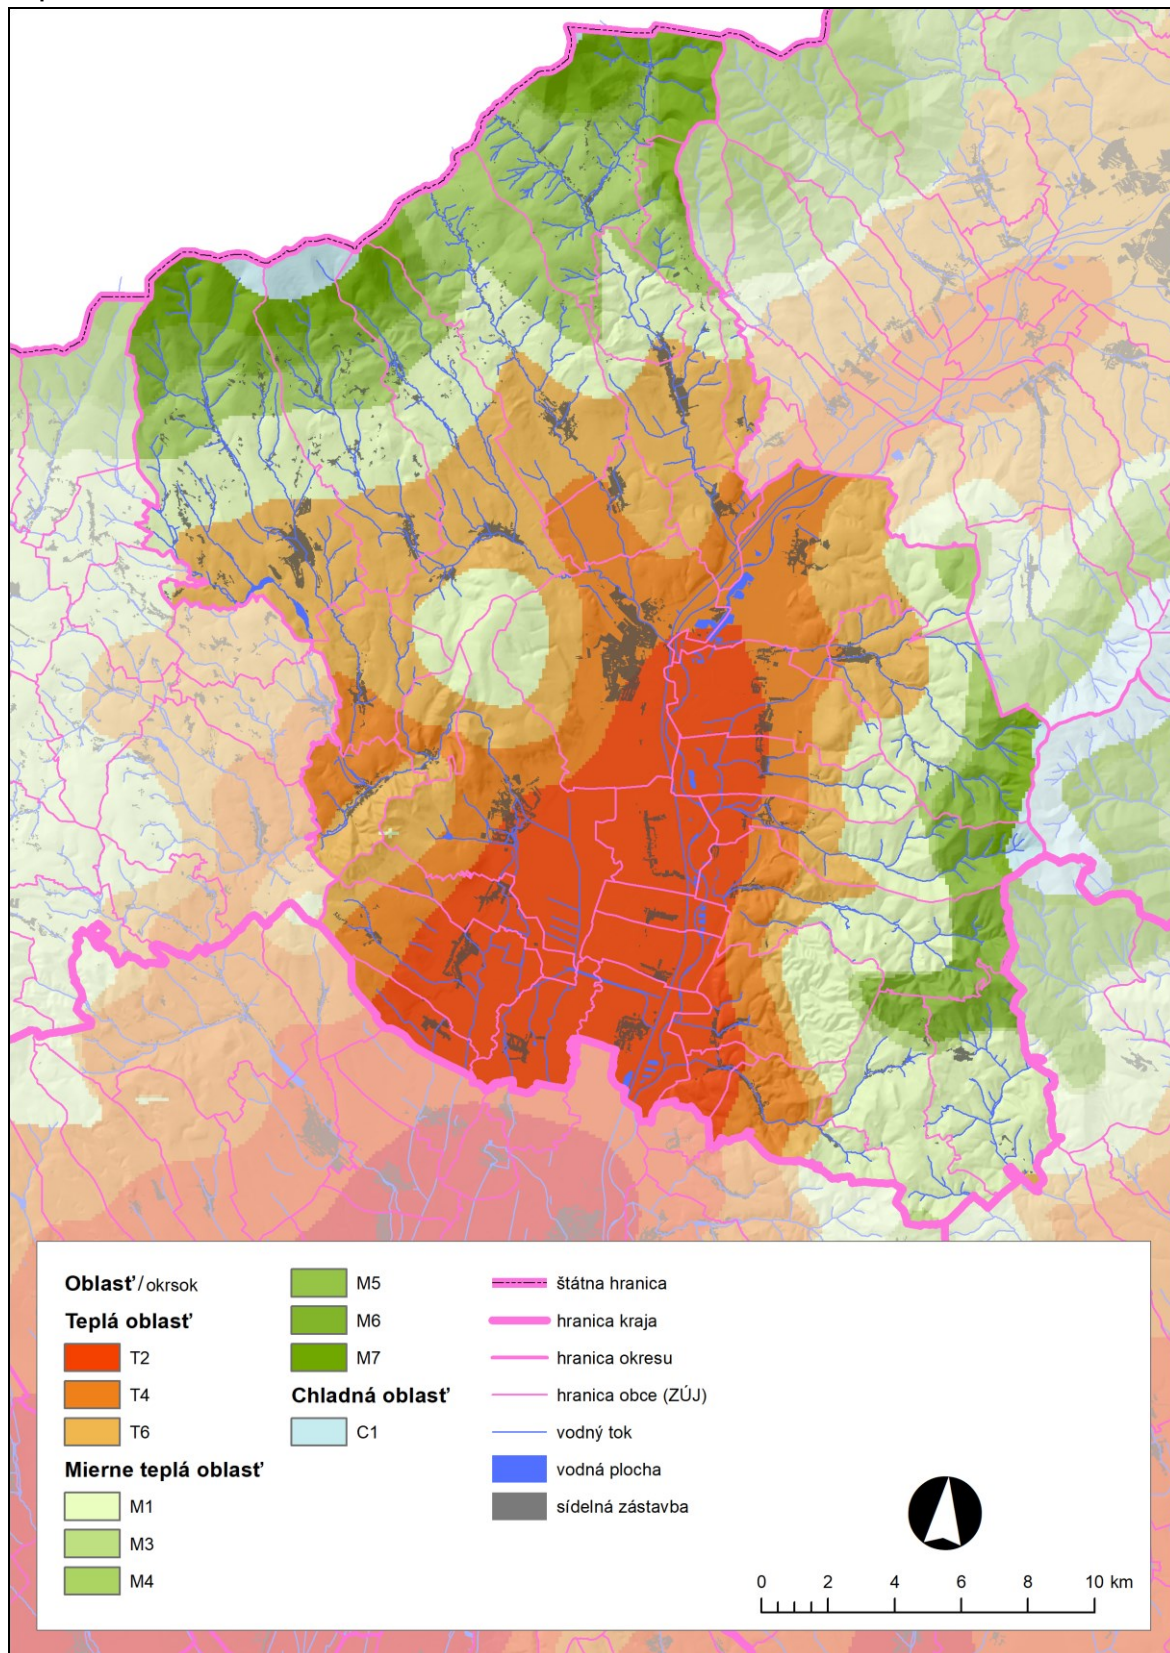 Oblasť/okrsok
Teplá oblasť
T2
T4
T6
Mierne teplá oblasť
M1
M3
M4
M5
M6
M7
Chladná oblasť
C1
štátna hranica
hranica kraja
hranica okresu
hranica obce (ZÚJ)
vodný tok
vodná plocha
sídelná zástavba
0 2 4 6 8 10 km